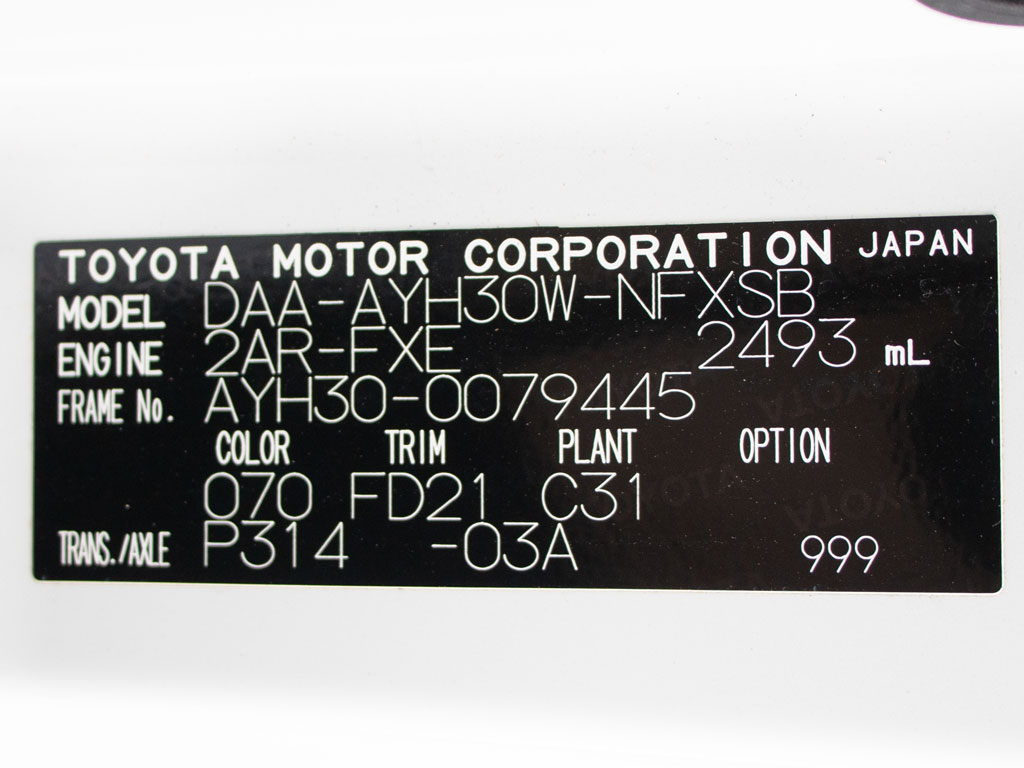 TOYOTA MOTOR CORPORATION JAPAN
MODEL DAA-AYH30W-NFXSB
ENGINE 2AR-FXE 2493 mL
FRAME No. AYH30-0079445
COLOR TRIM PLANT OPTION
070 FD21 C31
TRANS./AXLE P314 -03A 999